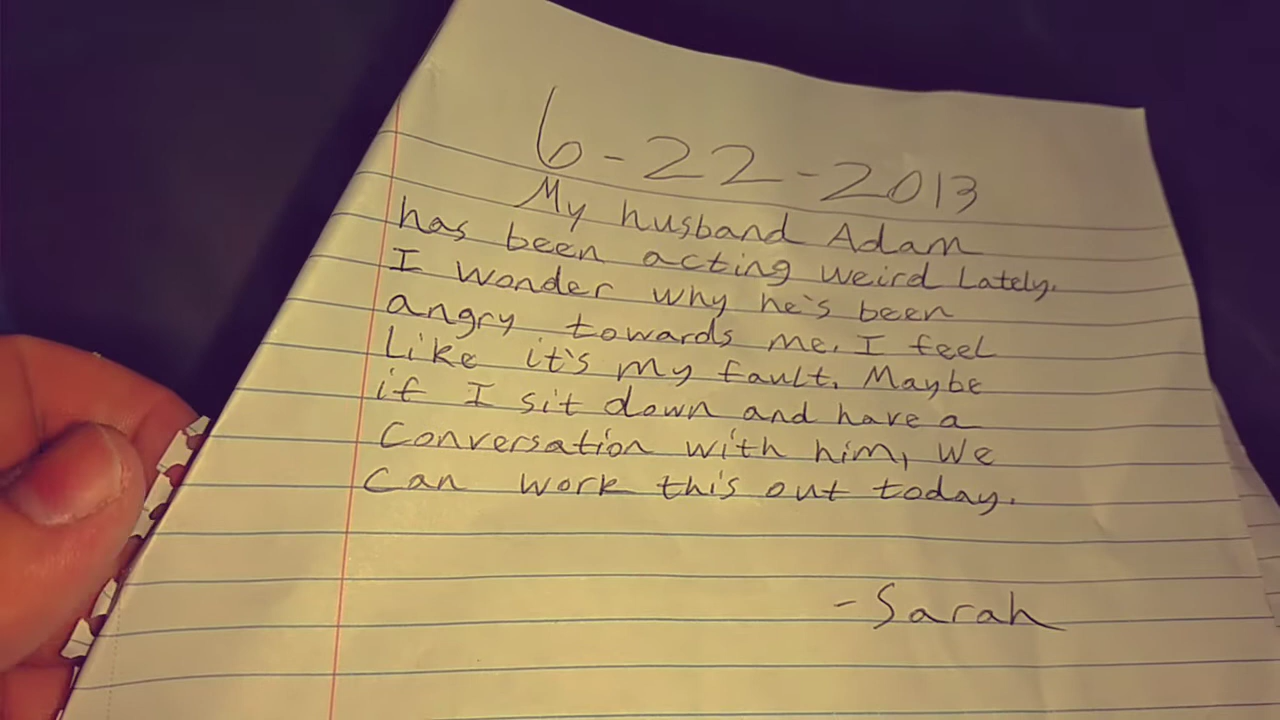 6-22-2013
My husband Adam
has been acting weird Lately.
I wonder why he's been
angry towards me. I feel
Like it's my fault. Maybe
if I sit down and have a
Conversation with him, We
Can work this out today.
-Sarah